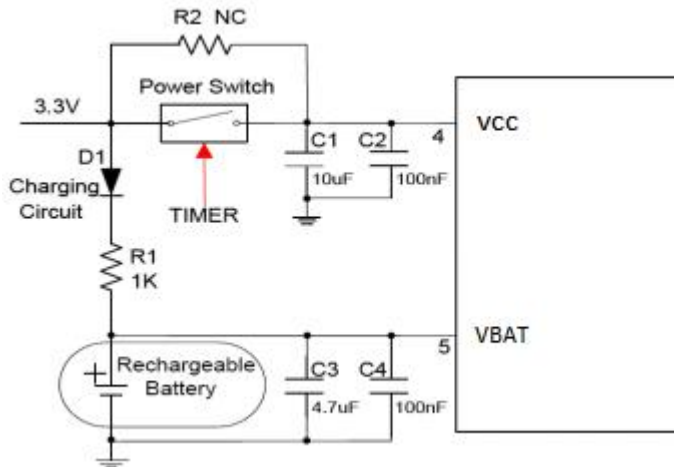 R2 NC
Power Switch
3.3V
4
VCC
D1
C1
C2
10uF
100nF
Charging
Circuit
TIMER
R1
1K
5
VBAT
+
Rechargeable
Battery
C3
C4
4.7uF
100nF